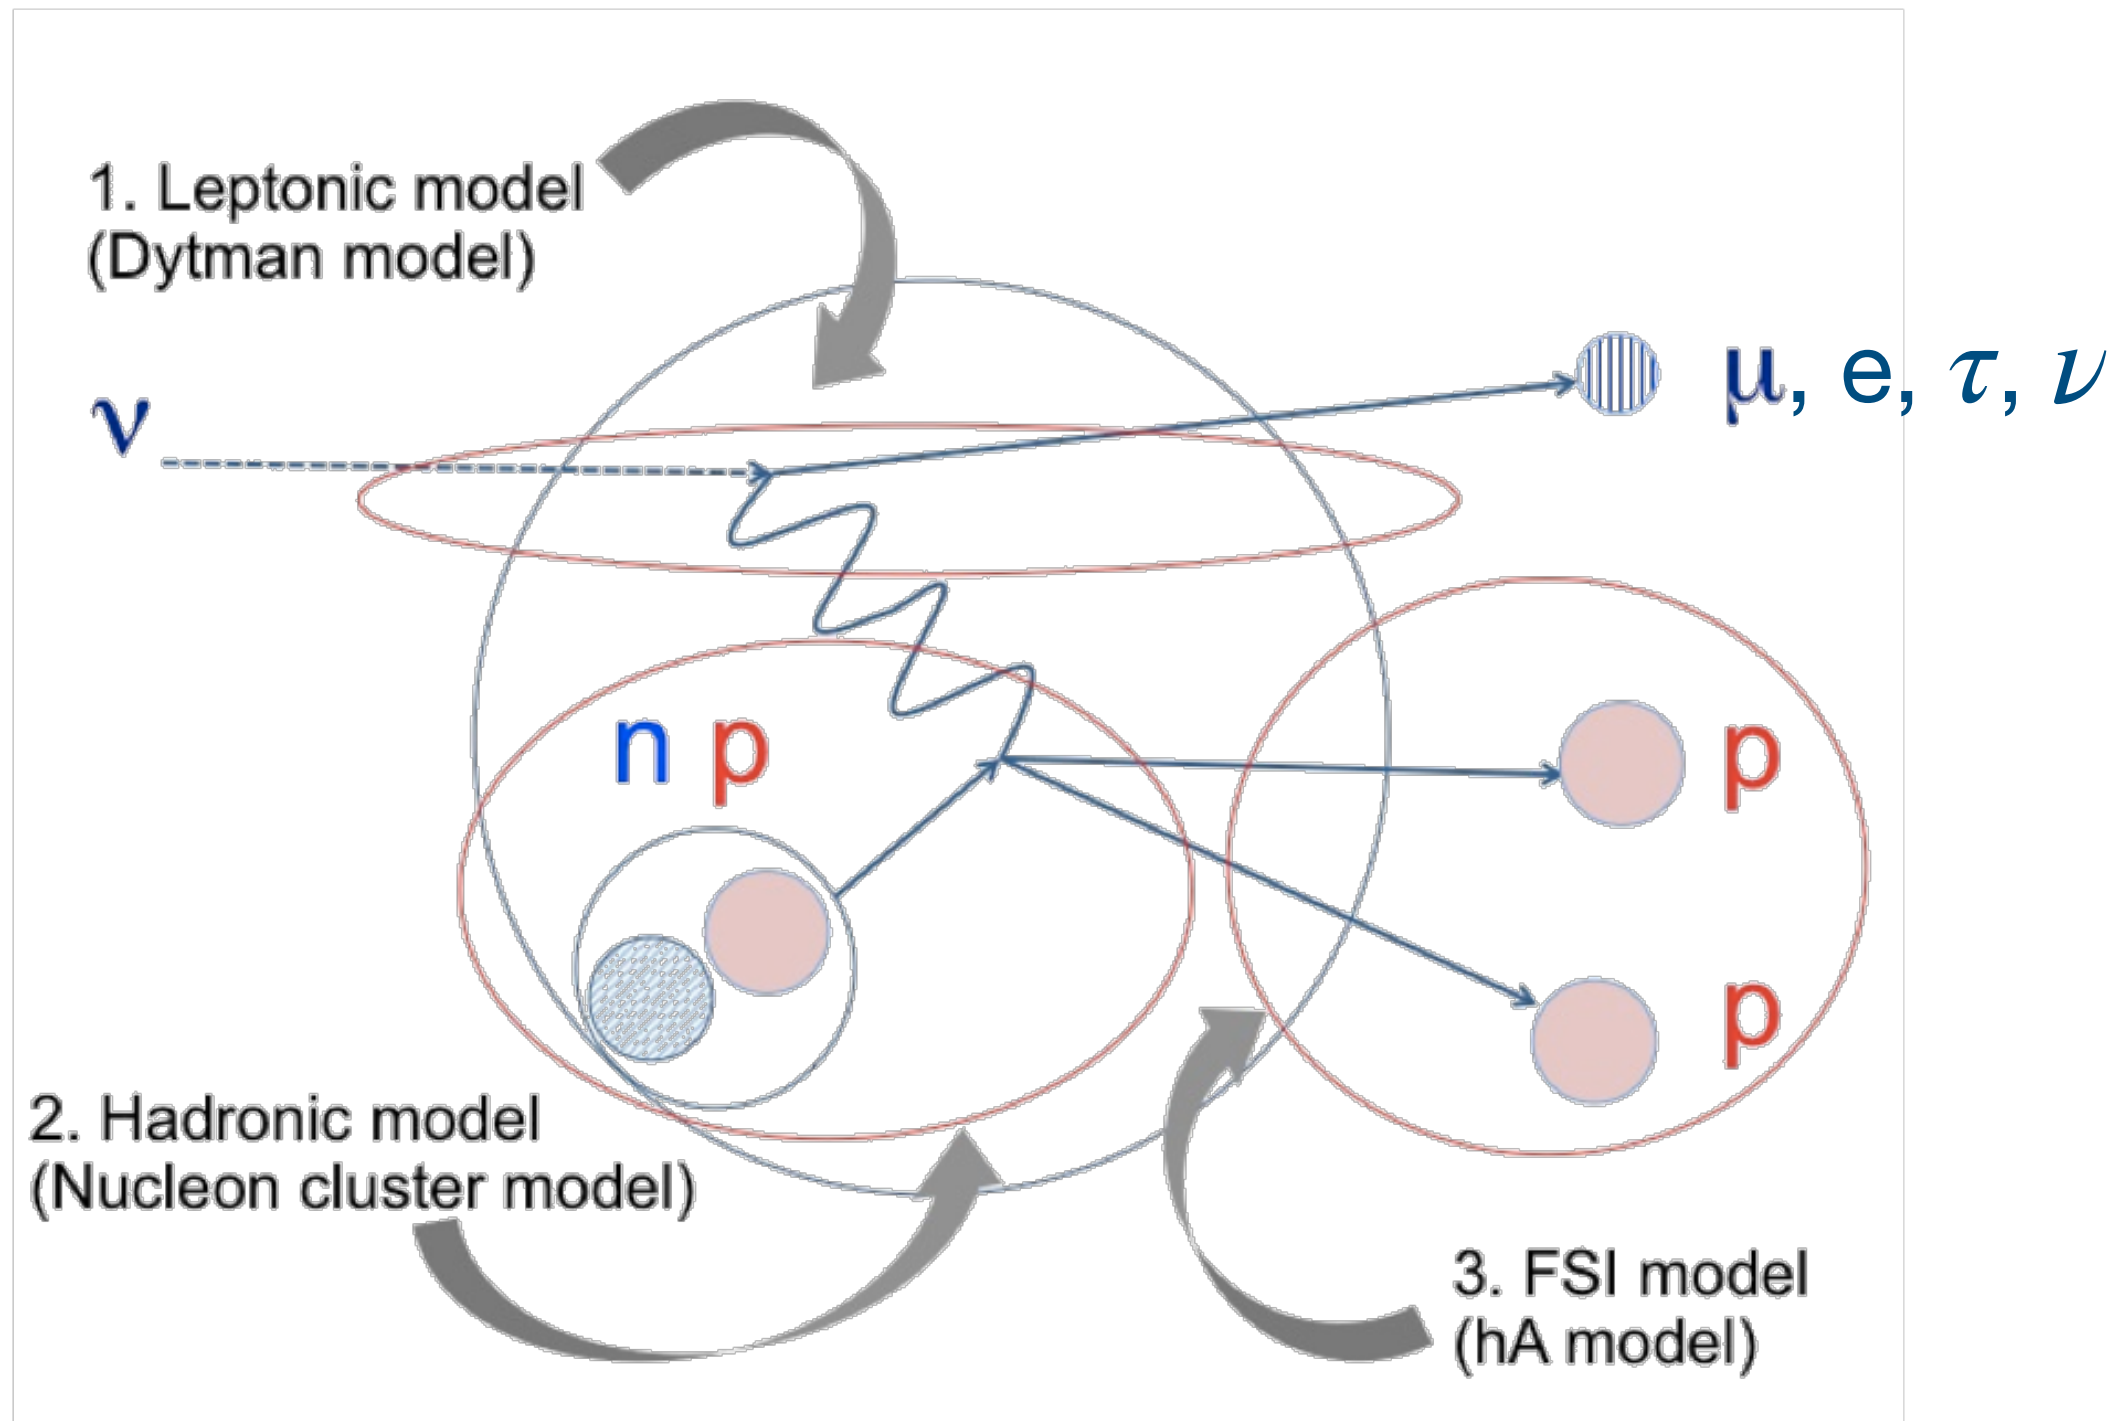 1. Leptonic model
(Dytman model)
ν
μ, e, τ, ν
n p
p
p
2. Hadronic model
(Nucleon cluster model)
3. FSI model
(hA model)